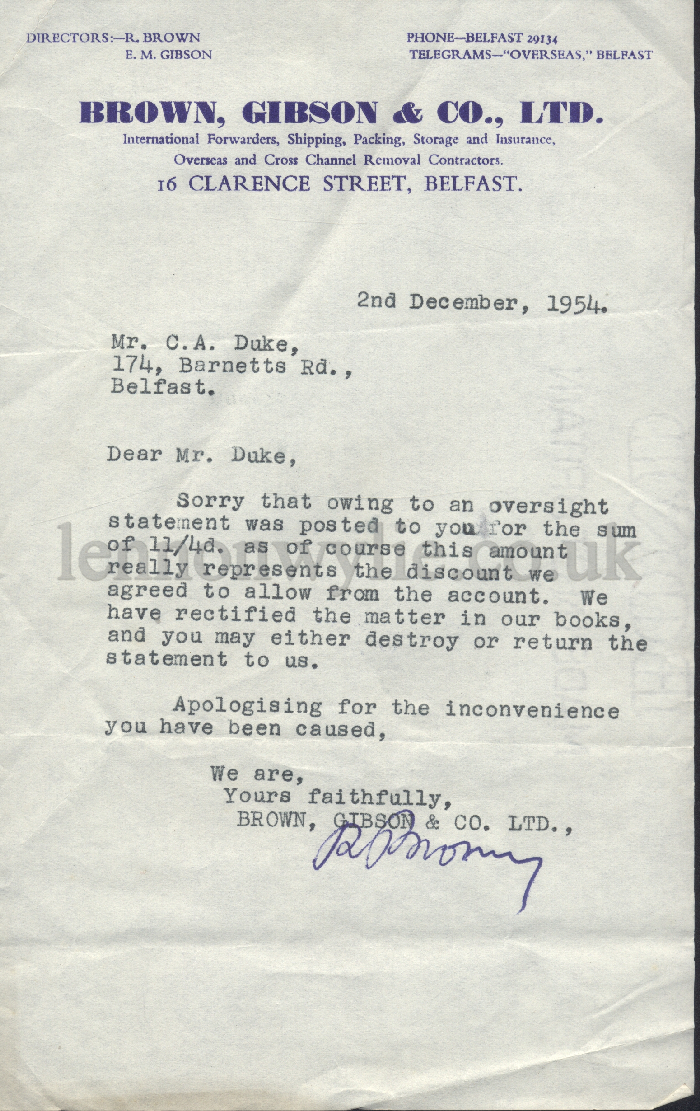 DIRECTORS:—R. BROWN
E. M. GIBSON
PHONE—BELFAST 29134
TELEGRAMS—"OVERSEAS," BELFAST
BROWN, GIBSON & CO., LTD.
International Forwarders, Shipping, Packing, Storage and Insurance,
Overseas and Cross Channel Removal Contractors.
16 CLARENCE STREET, BELFAST.
2nd December, 1954.
Mr. C.A. Duke,
174, Barnetts Rd.,
Belfast.
Dear Mr. Duke,
Sorry that owing to an oversight
statement was posted to you for the sum
of 11/4d. as of course this amount
really represents the discount we
agreed to allow from the account. We
have rectified the matter in our books,
and you may either destroy or return the
statement to us.
Apologising for the inconvenience
you have been caused,
We are,
Yours faithfully,
BROWN, GIBSON & CO. LTD.,
R Brown
lennonwylie.co.uk